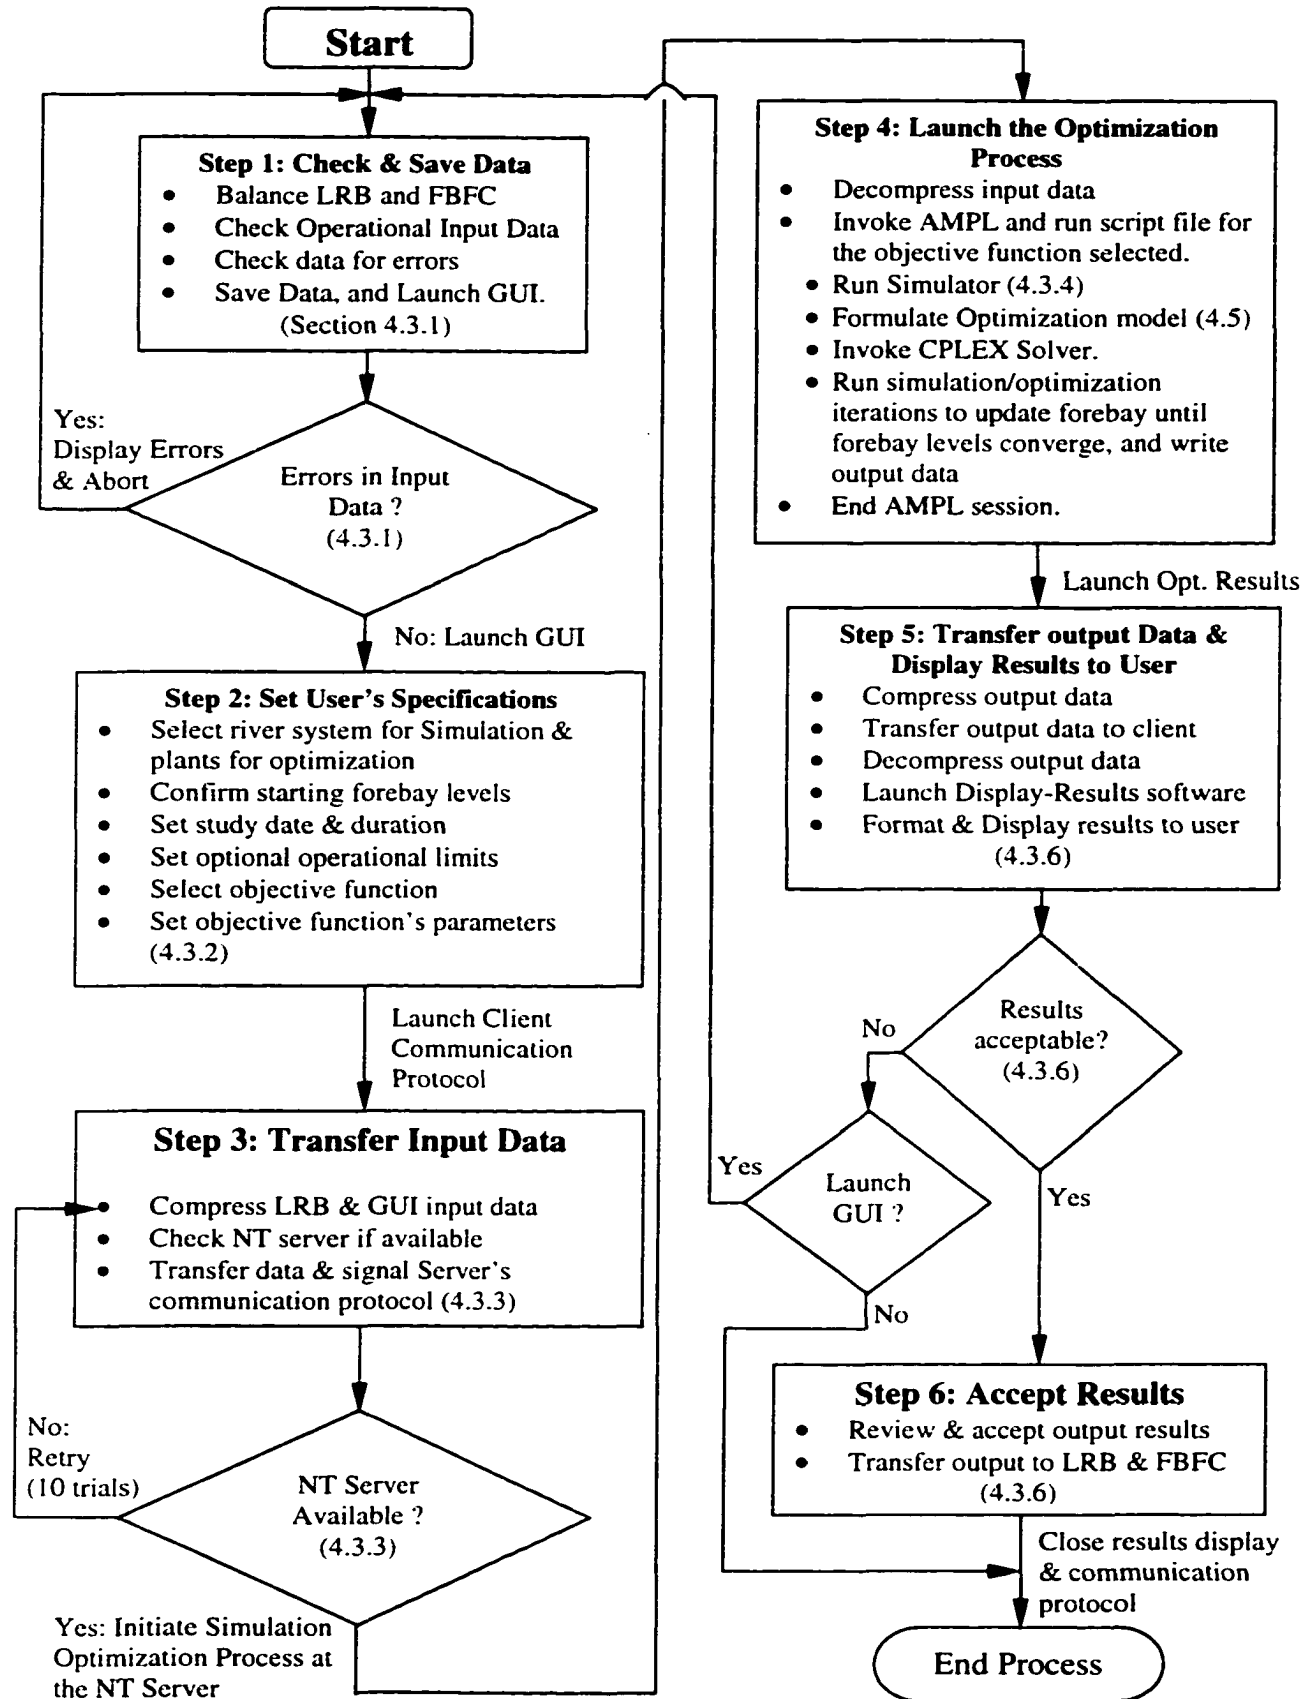 Start
Step 1: Check & Save Data
• Balance LRB and FBFC
• Check Operational Input Data
• Check data for errors
• Save Data, and Launch GUI.
(Section 4.3.1)
Yes:
Display Errors
& Abort
Errors in Input
Data ?
(4.3.1)
No: Launch GUI
Step 2: Set User's Specifications
• Select river system for Simulation &
plants for optimization
• Confirm starting forebay levels
• Set study date & duration
• Set optional operational limits
• Select objective function
• Set objective function's parameters
(4.3.2)
Launch Client
Communication
Protocol
Step 3: Transfer Input Data
• Compress LRB & GUI input data
• Check NT server if available
• Transfer data & signal Server's
communication protocol (4.3.3)
No:
Retry
(10 trials)
NT Server
Available ?
(4.3.3)
Yes: Initiate Simulation
Optimization Process at
the NT Server
Step 4: Launch the Optimization
Process
• Decompress input data
• Invoke AMPL and run script file for
the objective function selected.
• Run Simulator (4.3.4)
• Formulate Optimization model (4.5)
• Invoke CPLEX Solver.
• Run simulation/optimization
iterations to update forebay until
forebay levels converge, and write
output data
• End AMPL session.
Launch Opt. Results
Step 5: Transfer output Data &
Display Results to User
• Compress output data
• Transfer output data to client
• Decompress output data
• Launch Display-Results software
• Format & Display results to user
(4.3.6)
Results
acceptable?
(4.3.6)
No
Yes
Launch
GUI ?
Yes
No
Step 6: Accept Results
• Review & accept output results
• Transfer output to LRB & FBFC
(4.3.6)
Close results display
& communication
protocol
End Process